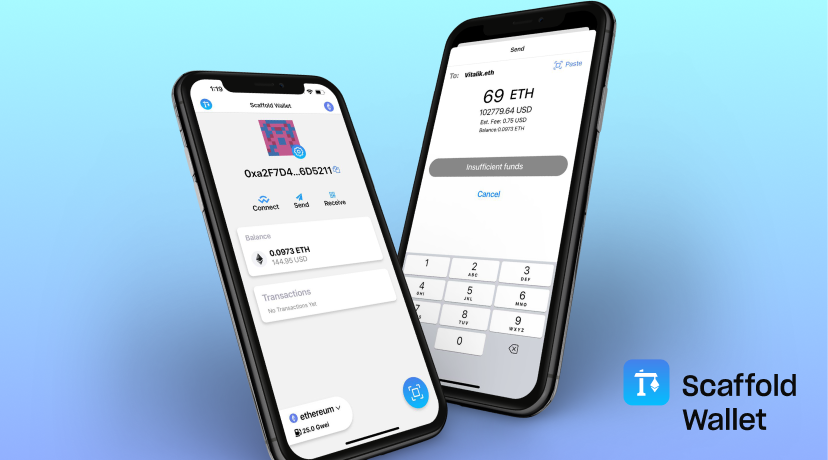 1:19
Scaffold Wallet
0xa2F7D4...6D5211
Connect
Send
Receive
Balance
0.0973 ETH
144.95 USD
Transactions
No Transactions Yet
ethereum
25.0 Gwei
Send
To: Vitalik.eth
Paste
69 ETH
102779.64 USD
Est. Fee: 0.75 USD
Balance:0.0973 ETH
Insufficient funds
Cancel
1
2 ABC
3 DEF
4 GHI
5 JKL
6 MNO
7
8 TUV
9 WXYZ
0
Scaffold
Wallet